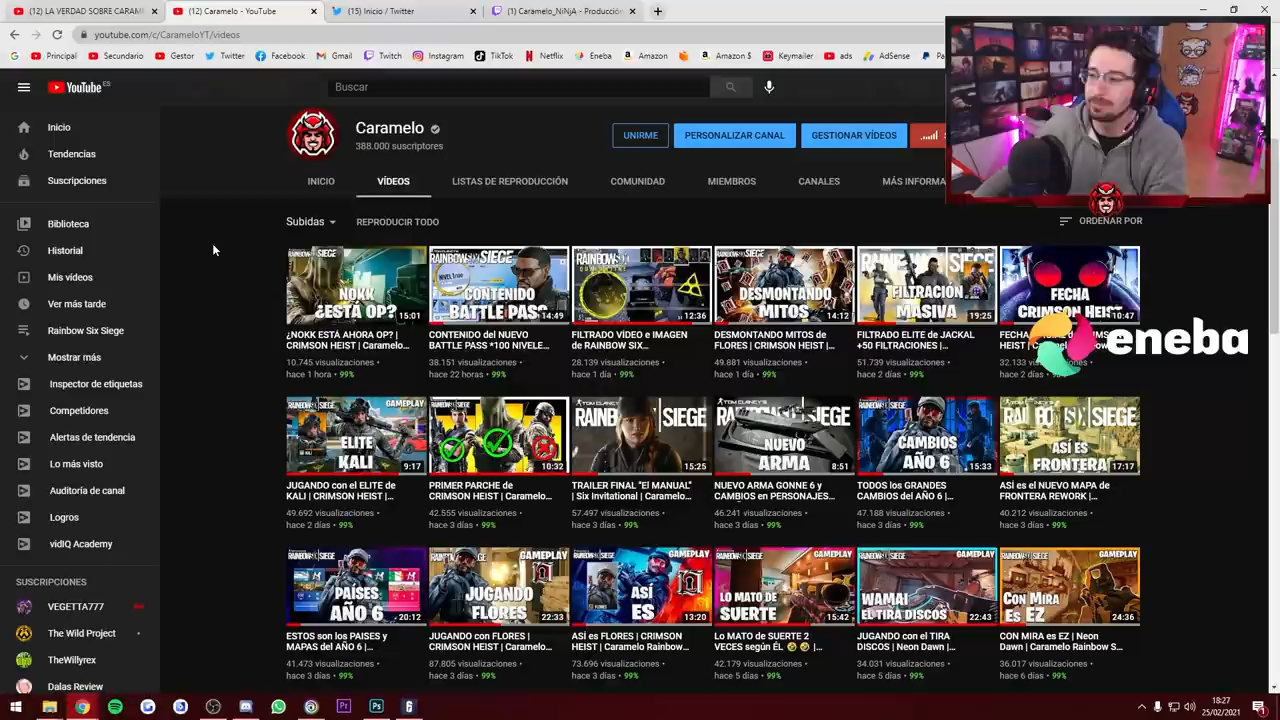 (12) LA VERDAD SOBRE CARAM
(12) Caramelo - YouTube
(15) Inicio / Twitter
(1) Caramelo_NiNjA - Producción
youtube.com/c/CarameloYT/videos
Principal
Secundario
Gestor
Twitter
Gmail
Twitch
Instagram
TikTok
Netflix
Eneba
Amazon
Amazon
Keymailer
ads
AdSense
YouTube ES
Buscar
Caramelo
388.000 suscriptores
UNIRME
PERSONALIZAR CANAL
GESTIONAR VÍDEOS
INICIO
VÍDEOS
LISTAS DE REPRODUCCIÓN
COMUNIDAD
MIEMBROS
CANALES
MÁS INFORMA
Inicio
Tendencias
Suscripciones
Biblioteca
Historial
Mis vídeos
Ver más tarde
Rainbow Six Siege
Mostrar más
Inspector de etiquetas
Competidores
Alertas de tendencia
Lo más visto
Auditoría de canal
Logros
vidIQ Academy
SUSCRIPCIONES
VEGETTA777
The Wild Project
TheWillyrex
Dalas Review
Subidas
REPRODUCIR TODO
ORDENAR POR
NOKK
¿ESTA OP?
15:01
¿NOKK ESTÁ AHORA OP? |
CRIMSON HEIST | Caramelo...
10.745 visualizaciones
hace 1 hora • 99%
CONTENIDO
BATTLE PASS
14:49
CONTENIDO del NUEVO
BATTLE PASS *100 NIVELE...
38.151 visualizaciones
hace 22 horas • 99%
12:36
FILTRADO VÍDEO e IMAGEN
de RAINBOW SIX...
28.139 visualizaciones
hace 1 día • 99%
DESMONTANDO
MITOS
14:12
DESMONTANDO MITOS de
FLORES | CRIMSON HEIST |...
49.881 visualizaciones
hace 1 día • 99%
FILTRACIÓN
MASIVA
19:25
FILTRADO ELITE de JACKAL
+50 FILTRACIONES |...
51.739 visualizaciones
hace 2 días • 99%
FECHA
CRIMSON HEIST
10:47
32.133
hace 2 días
eneba
ELITE
KALI
9:17
JUGANDO con el ELITE de
KALI | CRIMSON HEIST |...
49.692 visualizaciones
hace 2 días • 99%
10:32
PRIMER PARCHE de
CRIMSON HEIST | Caramelo...
42.555 visualizaciones
hace 3 días • 99%
RAINBOW SIX SIEGE
15:25
TRAILER FINAL "El MANUAL"
| Six Invitational | Caramelo...
57.497 visualizaciones
hace 3 días • 99%
NUEVO
ARMA
8:51
NUEVO ARMA GONNE 6 y
CAMBIOS en PERSONAJES...
46.241 visualizaciones
hace 3 días • 99%
CAMBIOS
AÑO 6
15:33
TODOS los GRANDES
CAMBIOS del AÑO 6 |...
47.188 visualizaciones
hace 3 días • 99%
ASÍ ES
FRONTERA
17:17
ASÍ es el NUEVO MAPA de
FRONTERA REWORK |...
40.212 visualizaciones
hace 3 días • 99%
PAISES
AÑO 6
20:12
ESTOS son los PAISES y
MAPAS del AÑO 6 |...
41.473 visualizaciones
hace 3 días • 99%
GAMEPLAY
JUGANDO
FLORES
22:33
JUGANDO con FLORES |
CRIMSON HEIST | Caramelo...
87.805 visualizaciones
hace 3 días • 99%
GAMEPLAY
ASI
ES
13:20
ASÍ es FLORES | CRIMSON
HEIST | Caramelo Rainbow...
73.696 visualizaciones
hace 3 días • 99%
GAMEPLAY
LO MATO DE
SUERTE
15:42
Lo MATO de SUERTE 2
VECES según ÉL 🤣 🤣 |...
42.179 visualizaciones
hace 5 días • 99%
GAMEPLAY
WAMAI
EL TIRA DISCOS
22:43
JUGANDO con el TIRA
DISCOS | Neon Dawn |...
34.031 visualizaciones
hace 5 días • 99%
GAMEPLAY
CON MIRA
ES EZ
24:36
CON MIRA es EZ | Neon
Dawn | Caramelo Rainbow S...
36.017 visualizaciones
hace 6 días • 99%
18:27
25/02/2021